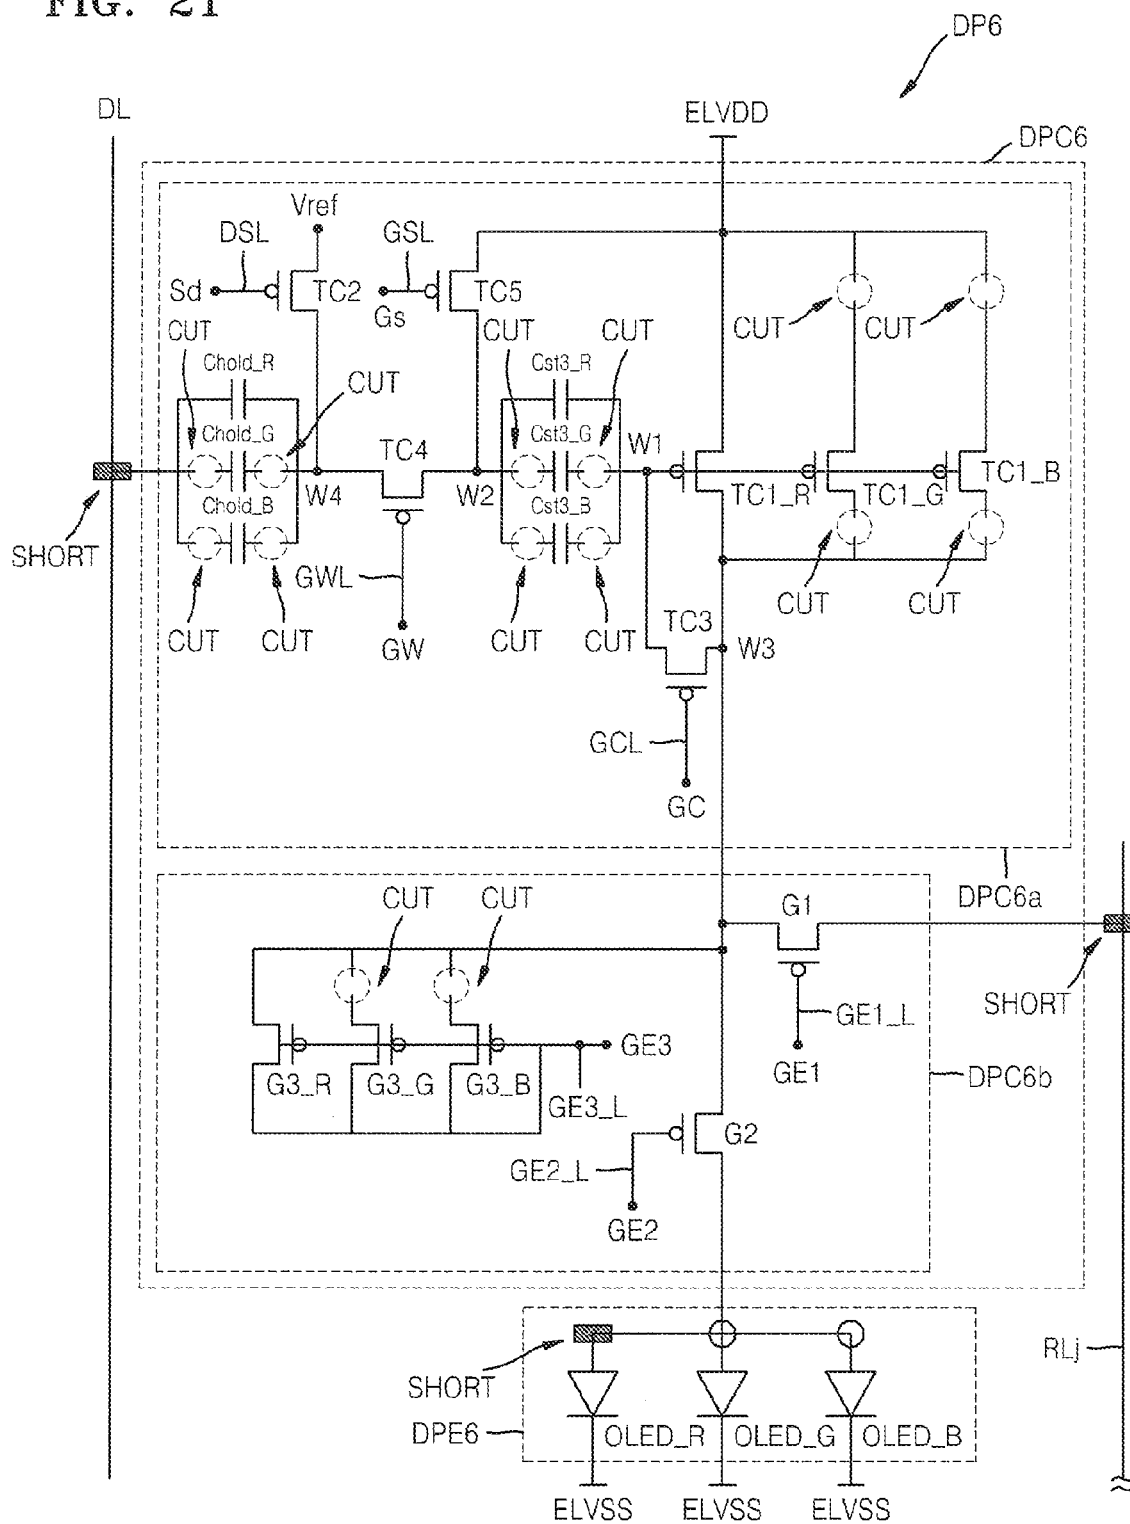 FIG. 21
DP6
DL
ELVDD
DPC6
Vref
DSL
GSL
Sd
TC2
Gs
TC5
CUT
CUT
CUT
CUT
CUT
Chold_R
CUT
Cst3_R
Chold_G
Cst3_G
W1
TC4
W4
W2
TC1_R
TC1_G
TC1_B
Chold_B
Cst3_B
SHORT
GWL
CUT
CUT
CUT
CUT
CUT
CUT
GW
TC3
W3
GCL
GC
DPC6a
CUT
CUT
G1
SHORT
GE1_L
GE3
G3_R
G3_G
G3_B
GE1
DPC6b
GE3_L
G2
GE2_L
GE2
RLj
SHORT
DPE6
OLED_R
OLED_G
OLED_B
ELVSS
ELVSS
ELVSS